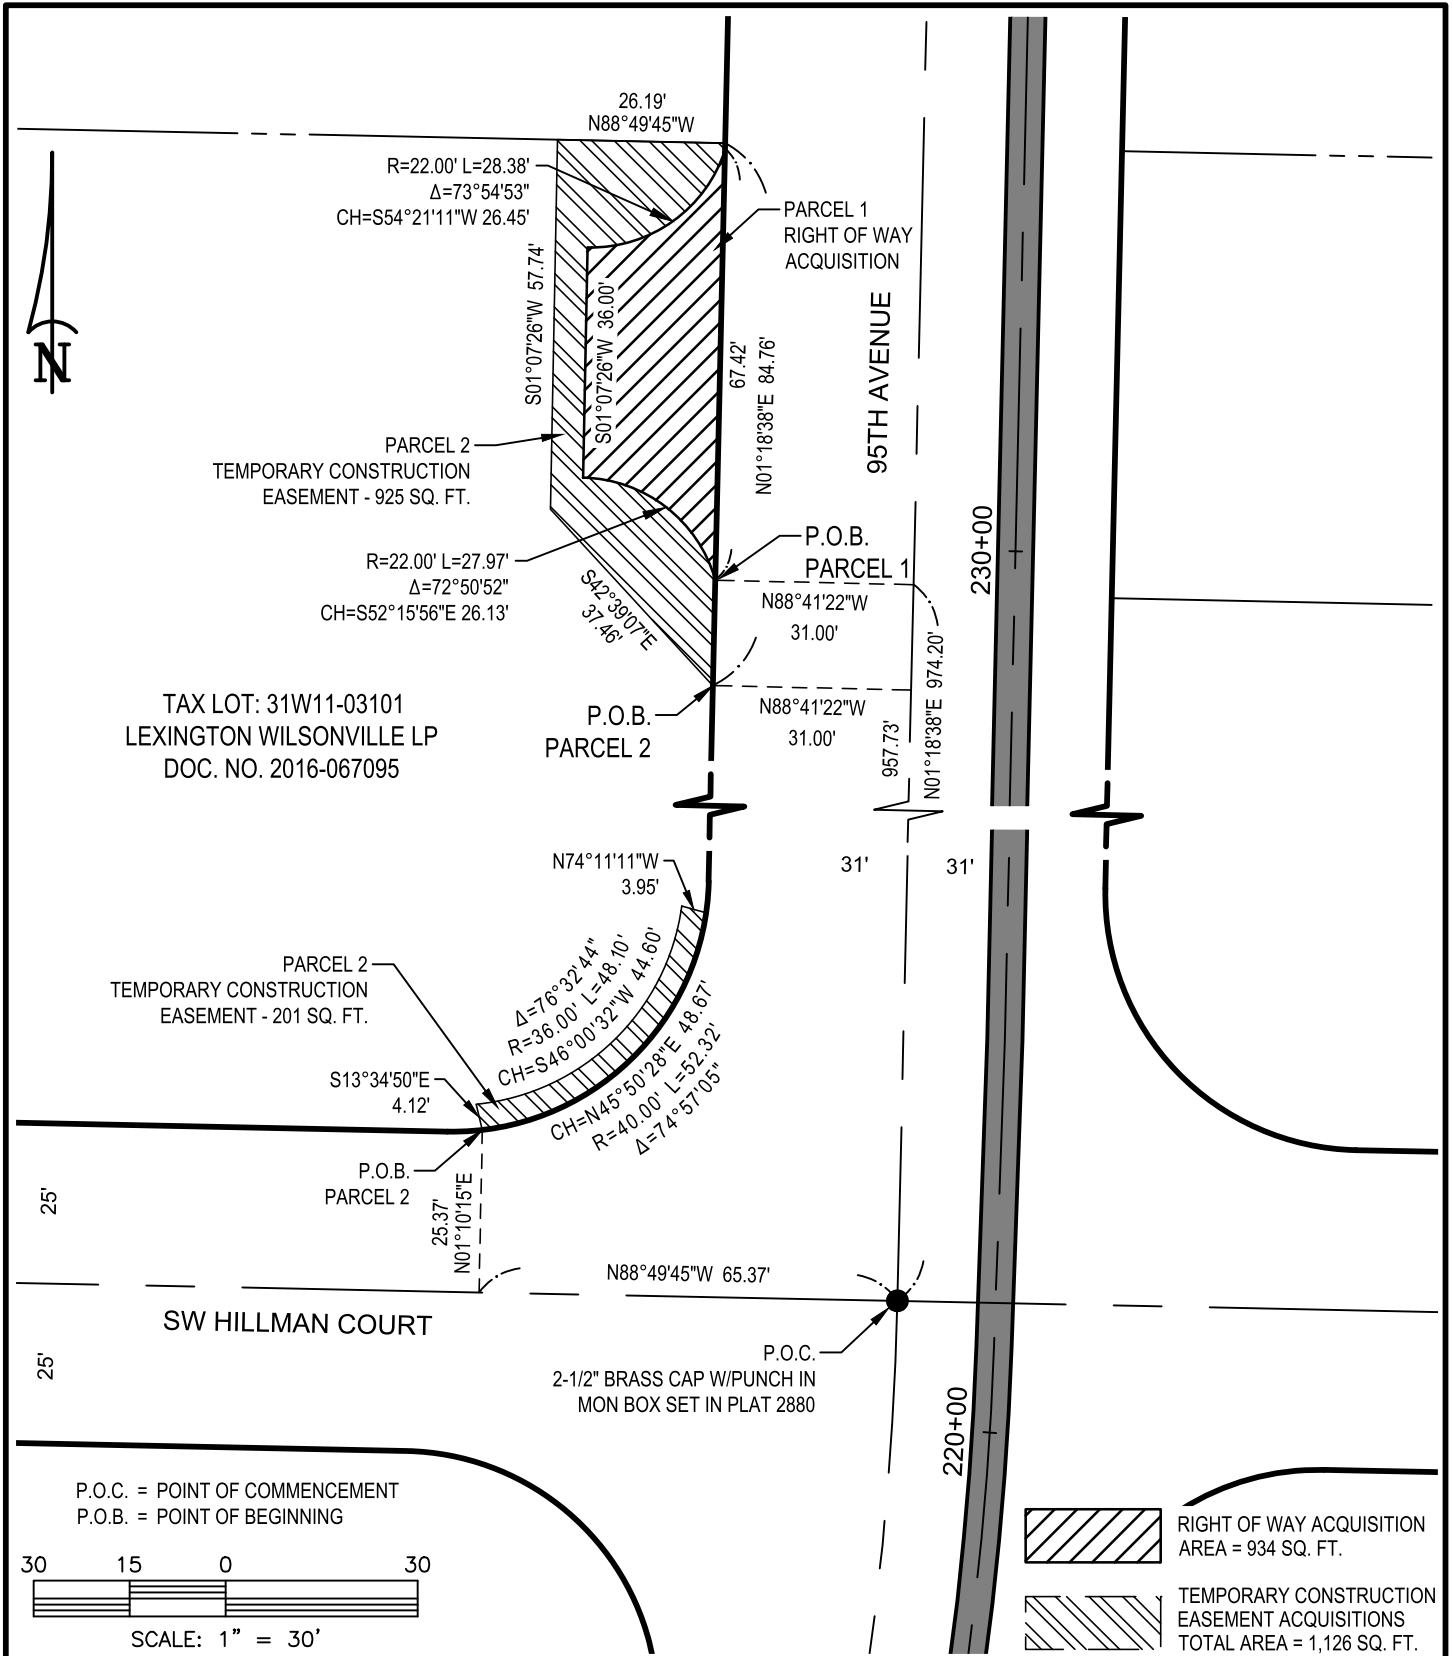 26.19'
N88°49'45"W
R=22.00' L=28.38'
Δ=73°54'53"
CH=S54°21'11"W 26.45'
PARCEL 1
RIGHT OF WAY
ACQUISITION
N
S01°07'26"W 57.74'
S01°07'26"W 36.00'
67.42'
N01°18'38"E 84.76'
95TH AVENUE
PARCEL 2
TEMPORARY CONSTRUCTION
EASEMENT - 925 SQ. FT.
R=22.00' L=27.97'
Δ=72°50'52"
CH=S52°15'56"E 26.13'
S42°39'07"E
37.46'
P.O.B.
PARCEL 1
230+00
N88°41'22"W
31.00'
N88°41'22"W
31.00'
957.73'
N01°18'38"E 974.20'
TAX LOT: 31W11-03101
LEXINGTON WILSONVILLE LP
DOC. NO. 2016-067095
P.O.B.
PARCEL 2
31'
31'
N74°11'11"W
3.95'
PARCEL 2
TEMPORARY CONSTRUCTION
EASEMENT - 201 SQ. FT.
Δ=76°32'44"
R=36.00' L=48.10'
CH=S46°00'32"W 44.60'
CH=N45°50'28"E 48.67'
R=40.00' L=52.32'
Δ=74°57'05"
S13°34'50"E
4.12'
P.O.B.
PARCEL 2
25'
25.37'
N01°10'15"E
N88°49'45"W 65.37'
SW HILLMAN COURT
25'
P.O.C.
2-1/2" BRASS CAP W/PUNCH IN
MON BOX SET IN PLAT 2880
220+00
P.O.C. = POINT OF COMMENCEMENT
P.O.B. = POINT OF BEGINNING
30 15 0 30
SCALE: 1" = 30'
RIGHT OF WAY ACQUISITION
AREA = 934 SQ. FT.
TEMPORARY CONSTRUCTION
EASEMENT ACQUISITIONS
TOTAL AREA = 1,126 SQ. FT.